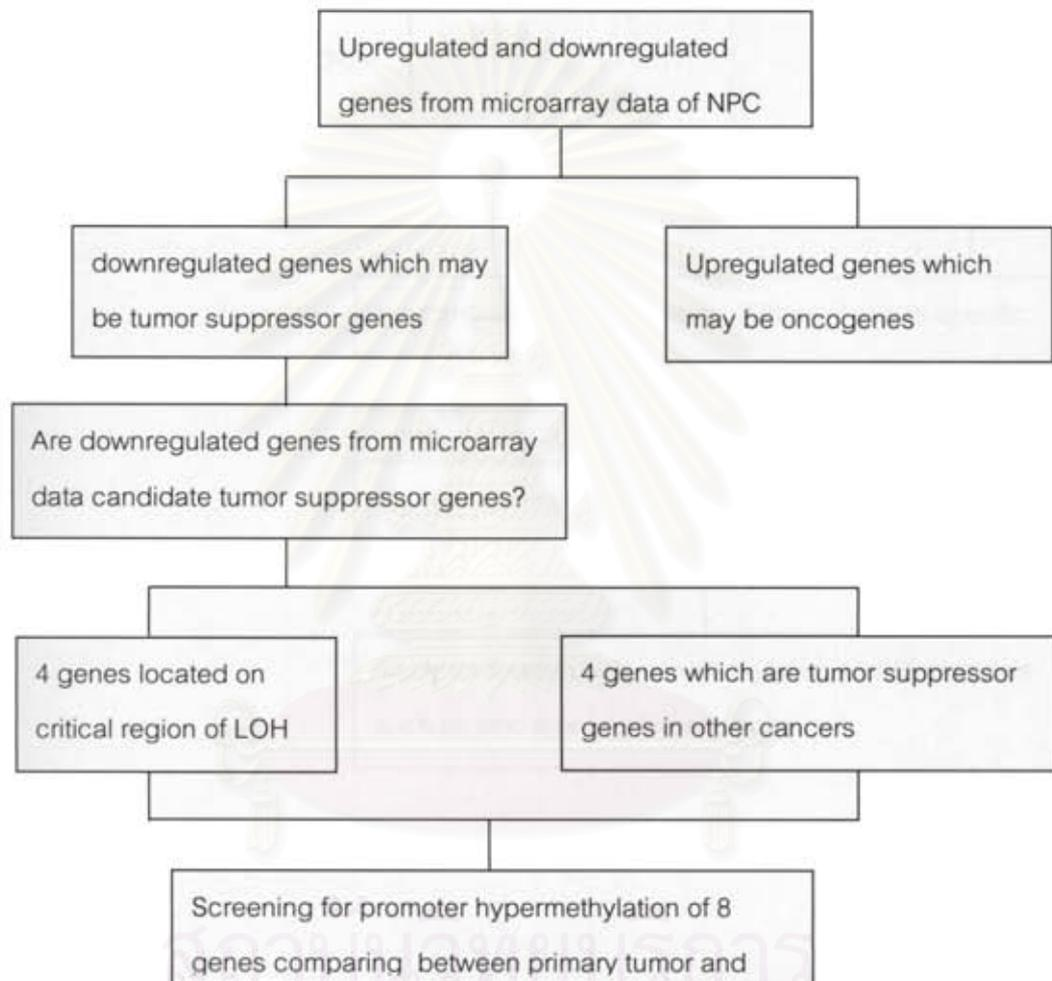 Upregulated and downregulated
genes from microarray data of NPC
downregulated genes which may
be tumor suppressor genes
Upregulated genes which
may be oncogenes
Are downregulated genes from microarray
data candidate tumor suppressor genes?
4 genes located on
critical region of LOH
4 genes which are tumor suppressor
genes in other cancers
Screening for promoter hypermethylation of 8
genes comparing between primary tumor and